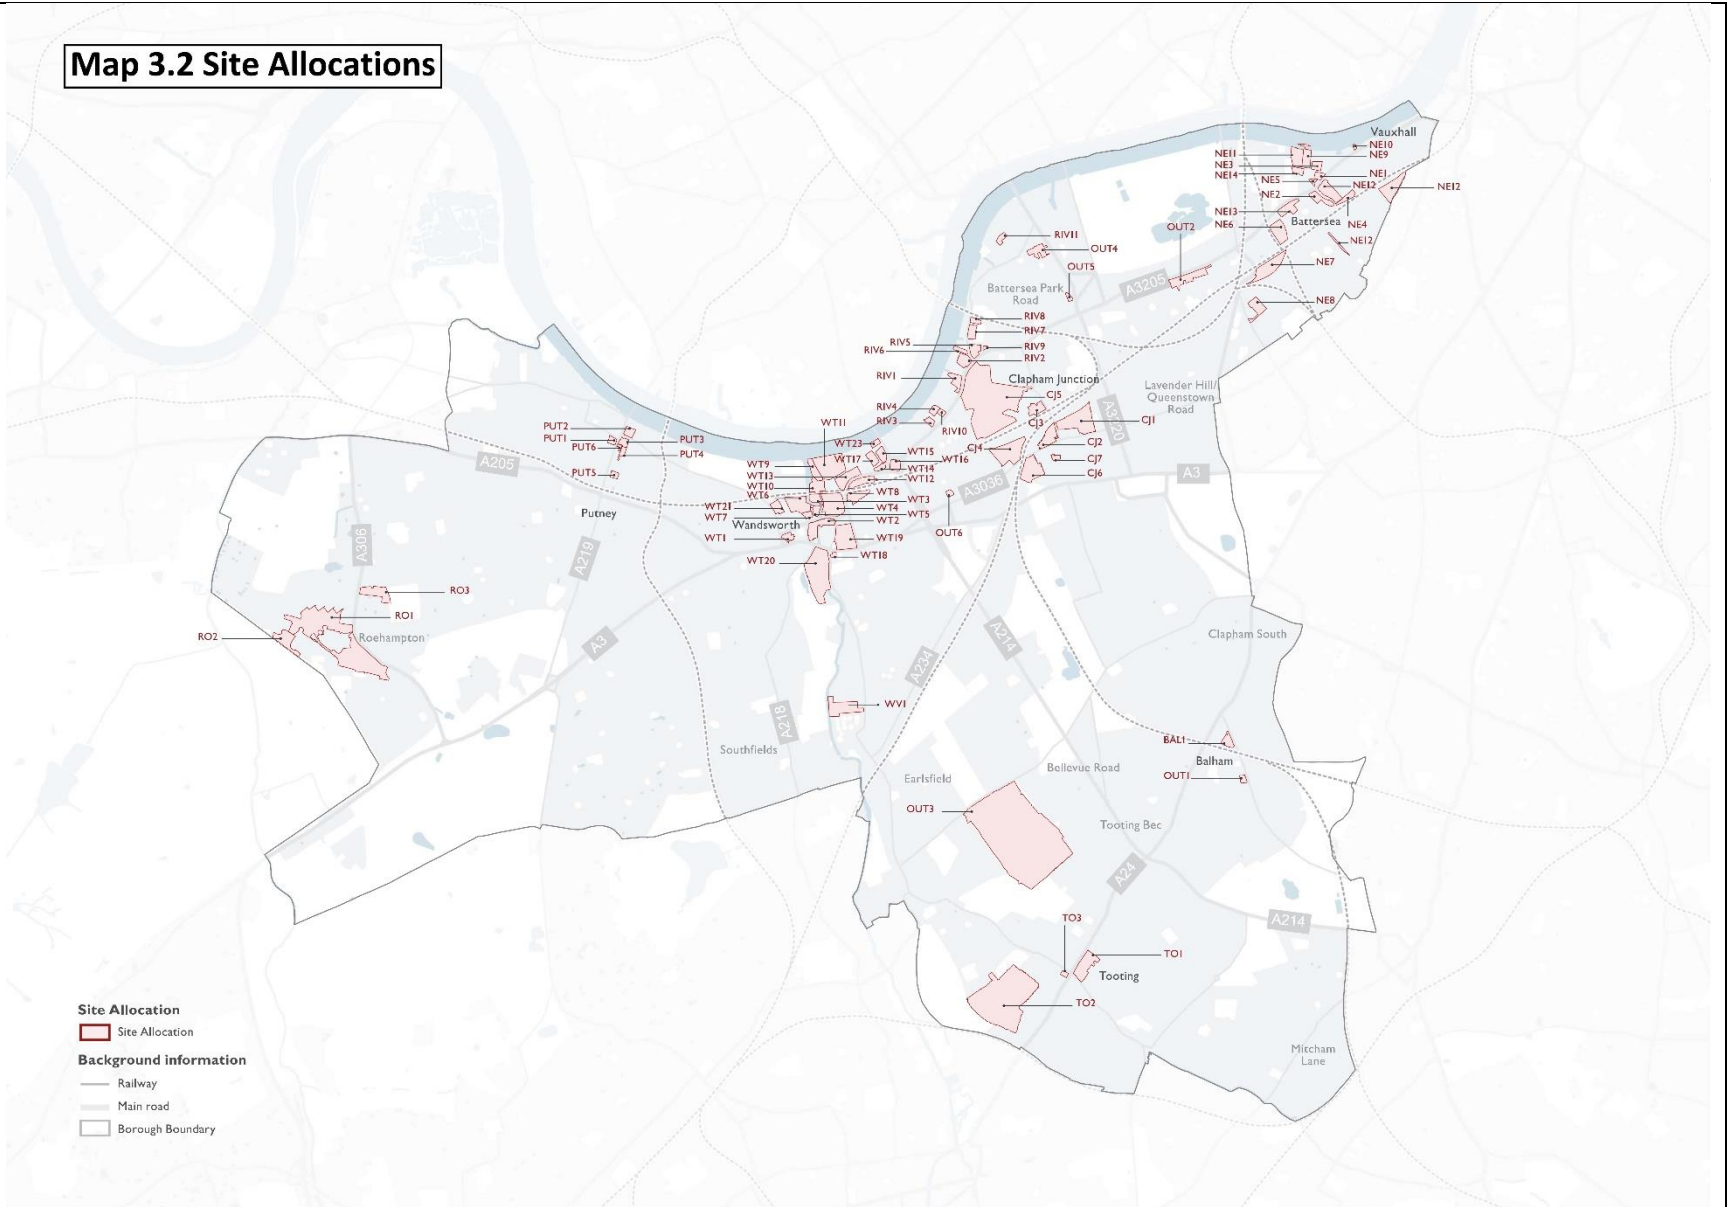 Map 3.2 Site Allocations
Vauxhall
NE10
NE9
NE11
NE3
NE14
NE1
NE5
NE12
NE12
NE2
NE13
Battersea
NE4
NE6
OUT2
NE12
RIV11
OUT4
NE7
OUT5
Battersea Park
Road
A3205
NE8
RIV8
RIV7
RIV5
RIV9
RIV6
RIV2
RIV1
Clapham Junction
Lavender Hill/
Queenstown
Road
CJ5
RIV4
RIV3
RIV10
CJ3
A3220
CJ1
PUT2
PUT1
PUT3
PUT6
PUT4
PUT5
WT11
WT23
WT15
WT17
WT16
CJ4
CJ2
CJ7
CJ6
A205
WT9
WT14
WT13
WT12
WT10
WT6
WT8
A3036
A3
WT21
WT3
WT4
WT7
WT5
Putney
Wandsworth
WT2
OUT6
WT1
WT19
WT18
WT20
A306
A219
RO3
RO1
RO2
Roehampton
A3
A214
Clapham South
A234
WV1
A218
Southfields
BAL1
Balham
Earlsfield
Bellevue Road
OUT1
OUT3
Tooting Bec
A24
TO3
A214
TO1
Tooting
TO2
Mitcham
Lane
Site Allocation
Site Allocation
Background information
Railway
Main road
Borough Boundary